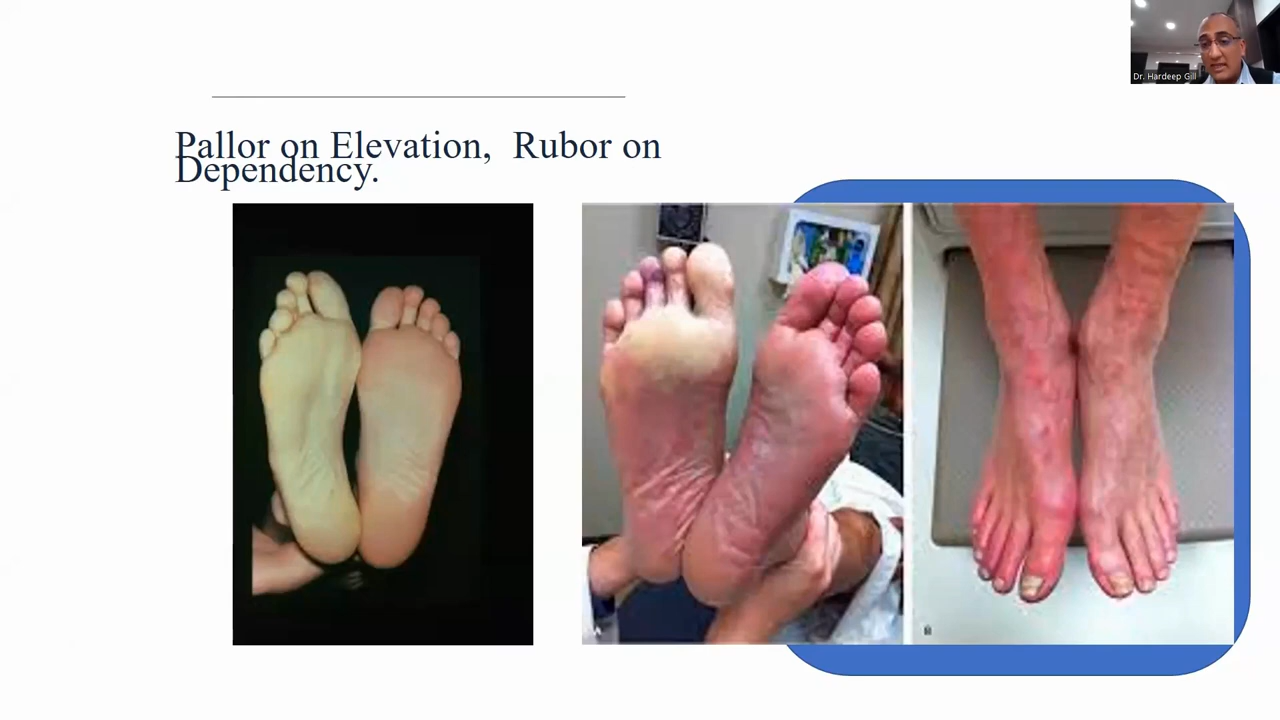 Dr. Hardeep Gill
Pallor on Elevation,  Rubor on
Dependency.